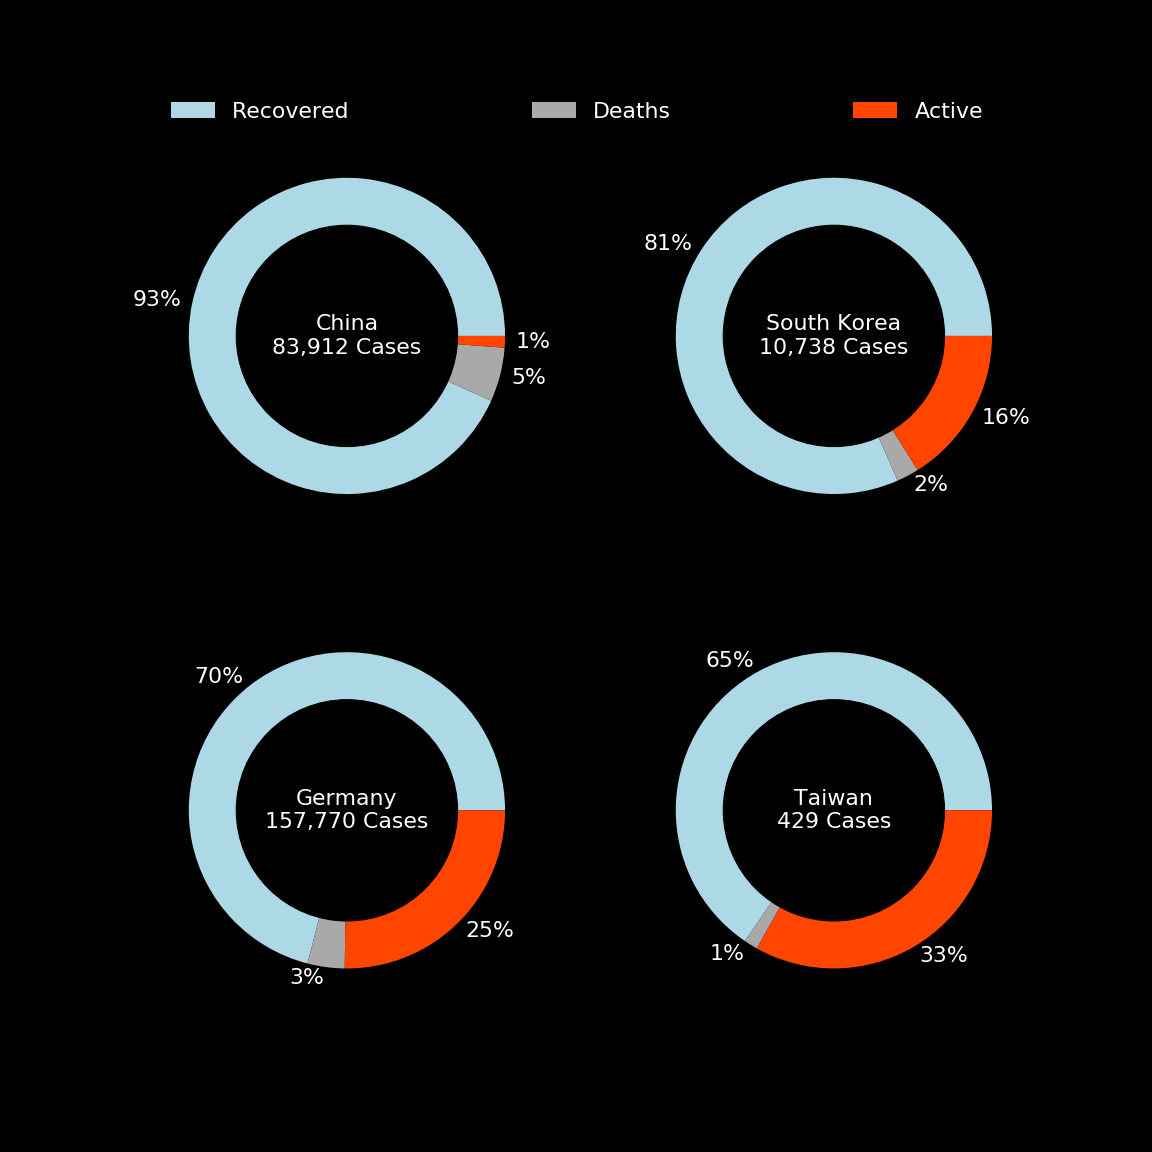 Recovered
Deaths
Active
93%
China
83,912 Cases
1%
5%
81%
South Korea
10,738 Cases
16%
2%
70%
Germany
157,770 Cases
25%
3%
65%
Taiwan
429 Cases
1%
33%